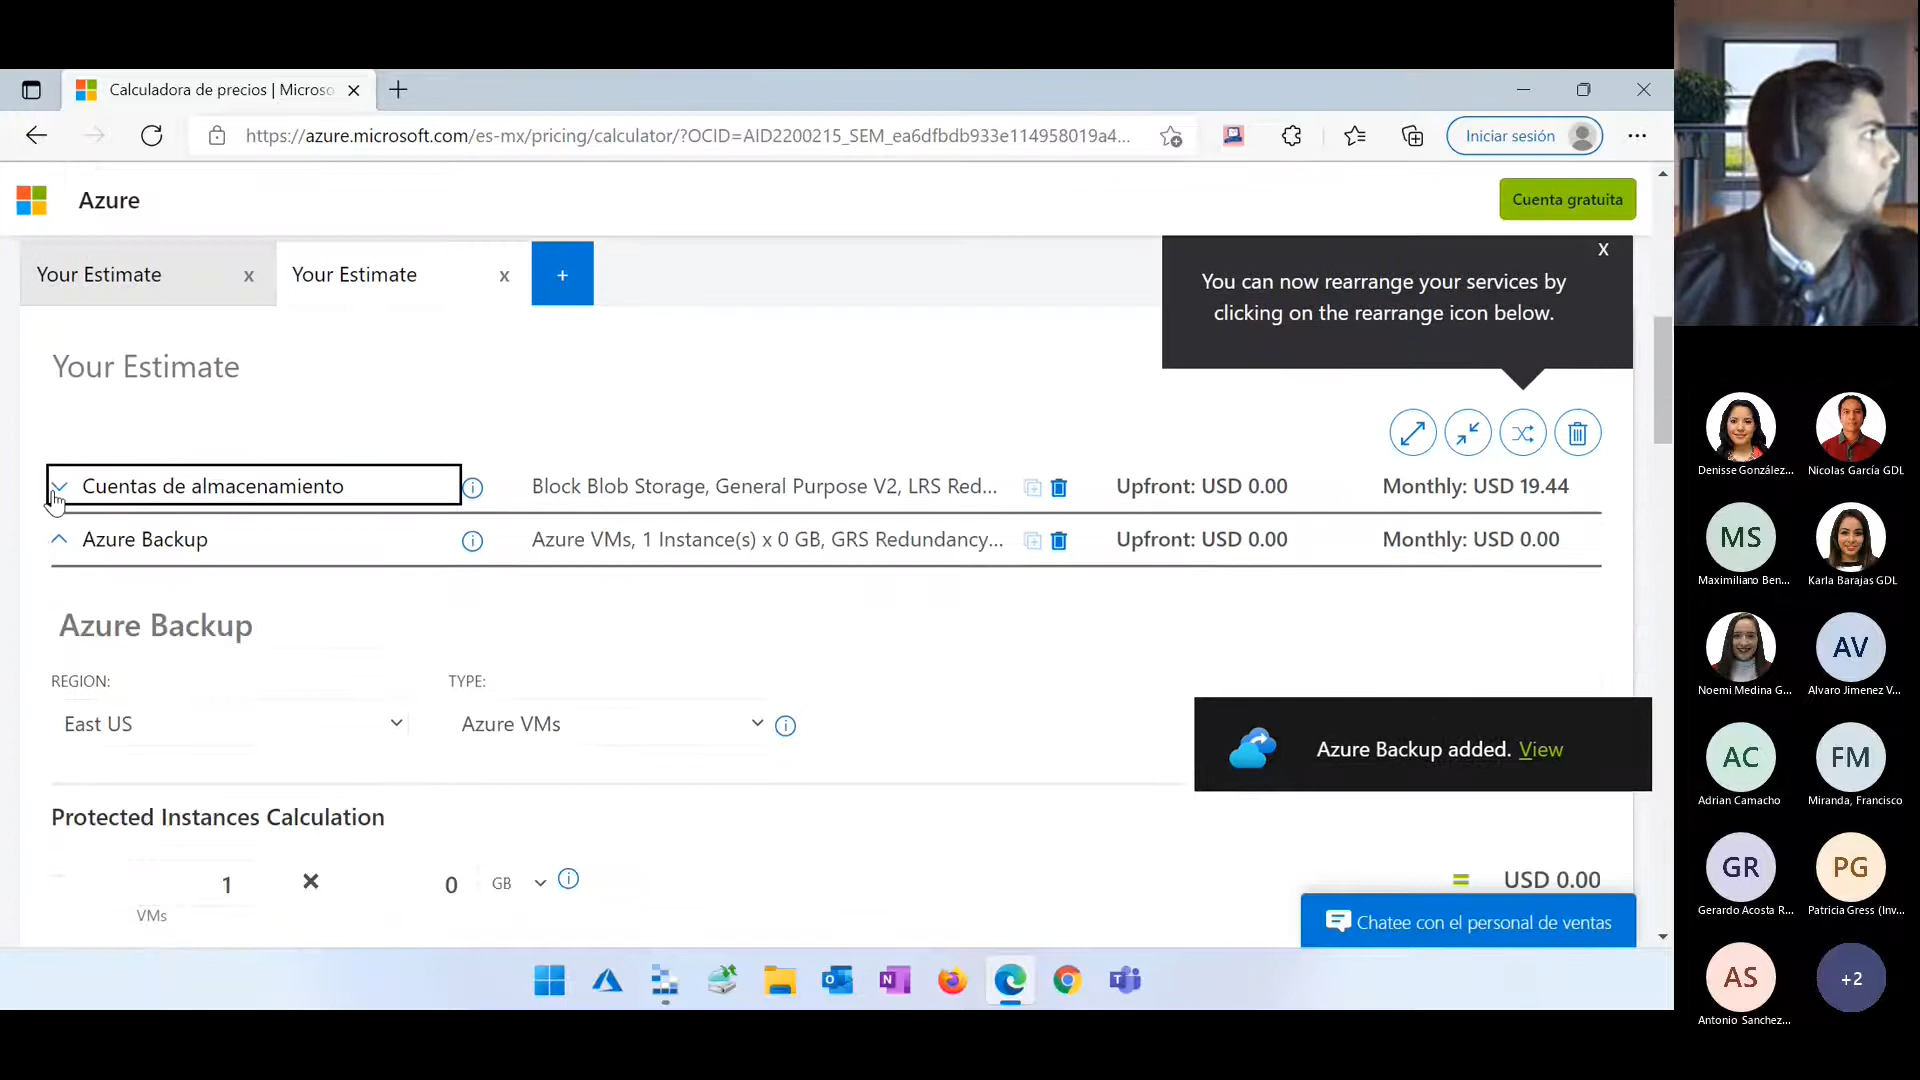 Calculadora de precios | Microso
https://azure.microsoft.com/es-mx/pricing/calculator/?OCID=AID2200215_SEM_ea6dfbdb933e114958019a4...
Iniciar sesión
Azure
Cuenta gratuita
Your Estimate x
Your Estimate x
+
X
You can now rearrange your services by
clicking on the rearrange icon below.
Your Estimate
Cuentas de almacenamiento
Block Blob Storage, General Purpose V2, LRS Red...
Upfront: USD 0.00
Monthly: USD 19.44
Azure Backup
Azure VMs, 1 Instance(s) x 0 GB, GRS Redundancy...
Upfront: USD 0.00
Monthly: USD 0.00
Azure Backup
REGION:
TYPE:
East US
Azure VMs
Azure Backup added. View
Protected Instances Calculation
1 × 0 GB
= USD 0.00
VMs
Chatee con el personal de ventas
Denisse González...
Nicolas García GDL
MS
Maximiliano Ben...
Karla Barajas GDL
Noemi Medina G...
AV
Alvaro Jimenez V...
AC
Adrian Camacho
FM
Miranda, Francisco
GR
Gerardo Acosta R...
PG
Patricia Gress (Inv...
AS
Antonio Sanchez...
+2